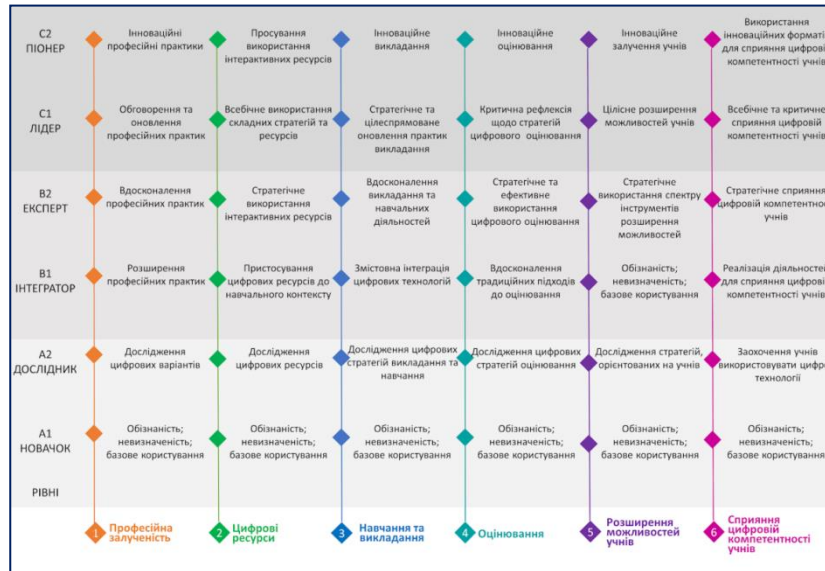 C2
ПІОНЕР
Інноваційні
професійні практики
Просування
використання
інтерактивних ресурсів
Інноваційне
викладання
Інноваційне
оцінювання
Інноваційне
залучення учнів
Використання
інноваційних форматі
для сприяння цифрові
компетентності учнів
C1
ЛІДЕР
Обговорення та
оновлення
професійних практик
Всебічне використання
складних стратегій та
ресурсів
Стратегічне та
цілеспрямоване
оновлення практик
викладання
Критична рефлексія
щодо стратегій
цифрового оцінювання
Цілісне розширення
можливостей учнів
Всебічне та критичне
сприяння цифровій
компетентності учнів
B2
ЕКСПЕРТ
Вдосконалення
професійних практик
Стратегічне
використання
інтерактивних ресурсів
Вдосконалення
викладання та
навчальних
діяльностей
Стратегічне та
ефективне
використання
цифрового оцінювання
Стратегічне
використання спектру
інструментів
розширення
можливостей
Стратегічне сприяння
цифровій компетентнос
учнів
B1
ІНТЕГРАТОР
Розширення
професійних практик
Пристосування
цифрових ресурсів до
навчального контексту
Змістовна інтеграція
цифрових технологій
Вдосконалення
традиційних підходів
до оцінювання
Обізнаність;
невизначеність;
базове користування
Реалізація діяльносте
для сприяння цифрові
компетентності учнів
A2
ДОСЛІДНИК
Дослідження
цифрових варіантів
Дослідження
цифрових ресурсів
Дослідження цифрових
стратегій викладання та
навчання
Дослідження цифрових
стратегій оцінювання
Дослідження стратегій,
орієнтованих на учнів
Заохочення учнів
використовувати цифро
технології
A1
НОВАЧОК
Обізнаність;
невизначеність;
базове користування
Обізнаність;
невизначеність;
базове користування
Обізнаність;
невизначеність;
базове користування
Обізнаність;
невизначеність;
базове користування
Обізнаність;
невизначеність;
базове користування
Обізнаність;
невизначеність;
базове користування
РІВНІ
1 Професійна
залученість
2 Цифрові
ресурси
3 Навчання та
викладання
4 Оцінювання
5 Розширення
можливостей
учнів
6 Сприяння
цифровій
компетентності
учнів